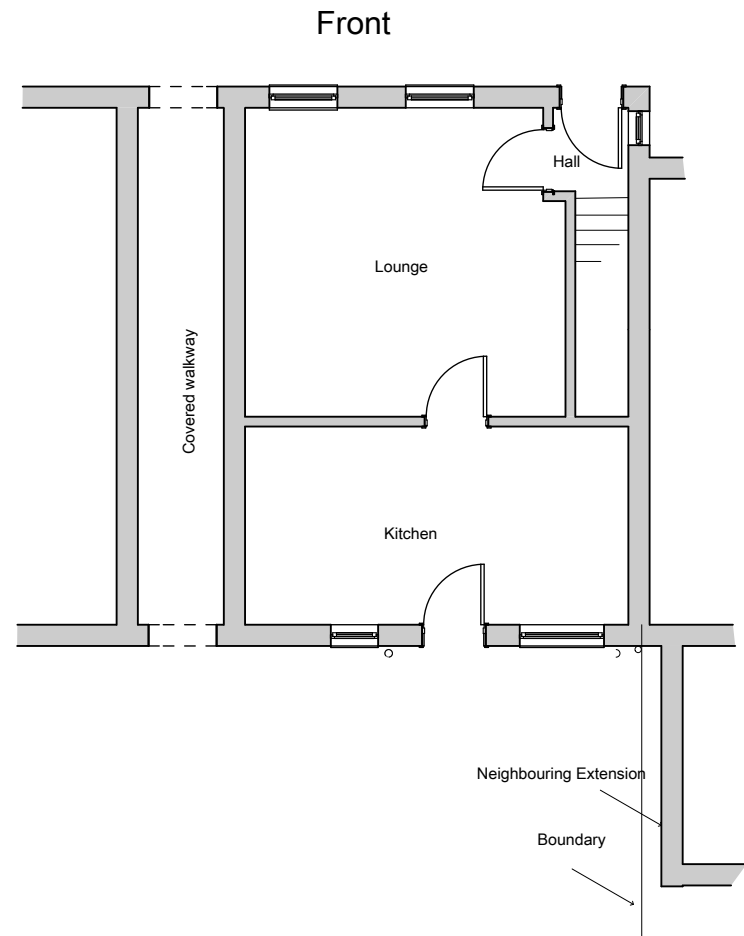 Front
Hall
Lounge
Covered walkway
Kitchen
Neighbouring Extension
Boundary